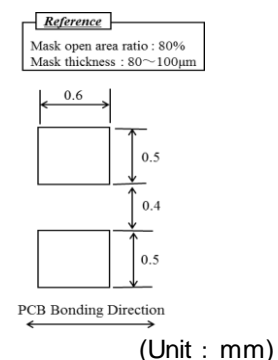 Reference
Mask open area ratio : 80%
Mask thickness : 80～100μm
0.6
0.5
0.4
0.5
PCB Bonding Direction
(Unit : mm)